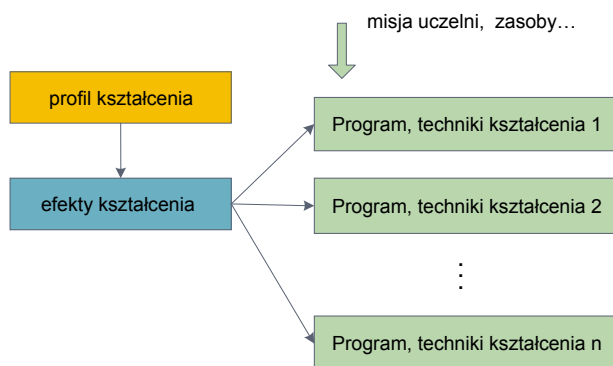 misja uczelni, zasoby…
profil kształcenia
Program, techniki kształcenia 1
efekty kształcenia
Program, techniki kształcenia 2
⋮
Program, techniki kształcenia n